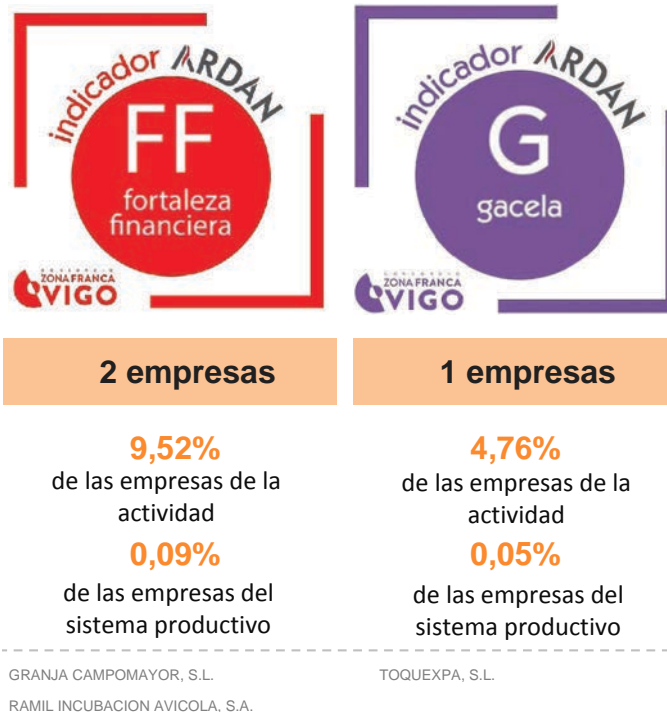 indicador ARDAN
FF
fortaleza
financiera
CONSORCIO
ZONA FRANCA
VIGO
2 empresas
9,52%
de las empresas de la
actividad
0,09%
de las empresas del
sistema productivo
GRANJA CAMPOMAYOR, S.L.
RAMIL INCUBACION AVICOLA, S.A.
indicador ARDAN
G
gacela
CONSORCIO
ZONA FRANCA
VIGO
1 empresas
4,76%
de las empresas de la
actividad
0,05%
de las empresas del
sistema productivo
TOQUEXPA, S.L.